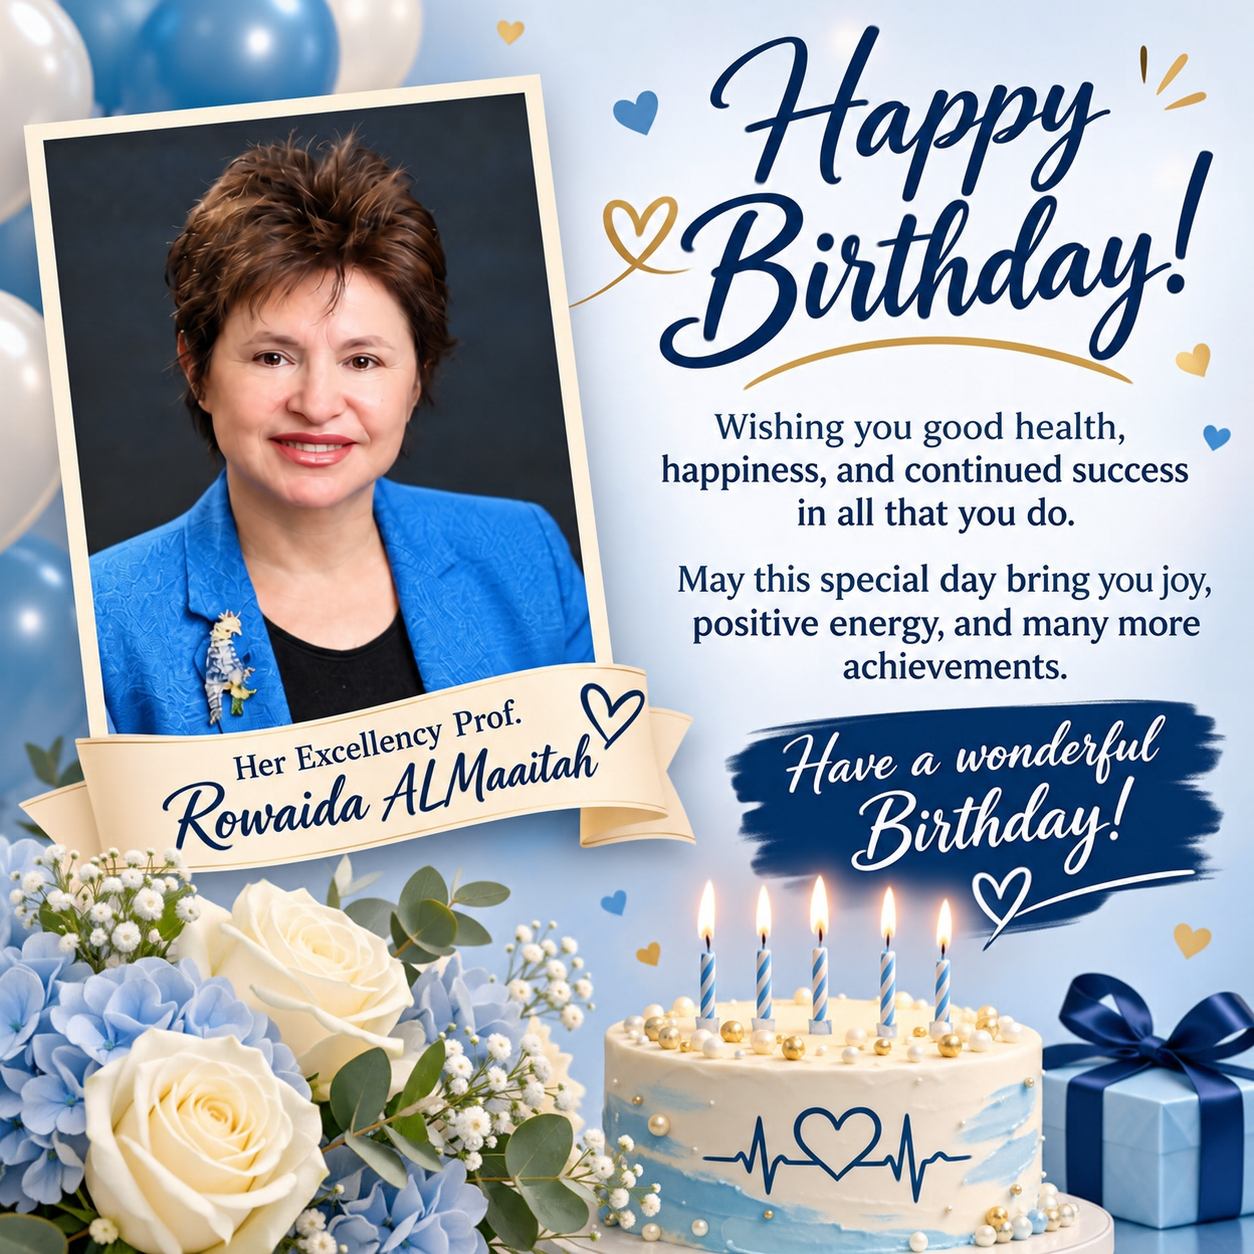 Happy
Birthday!
Wishing you good health,
happiness, and continued success
in all that you do.
May this special day bring you joy,
positive energy, and many more
achievements.
Her Excellency Prof.
Rowaida ALMaaitah
Have a wonderful
Birthday!